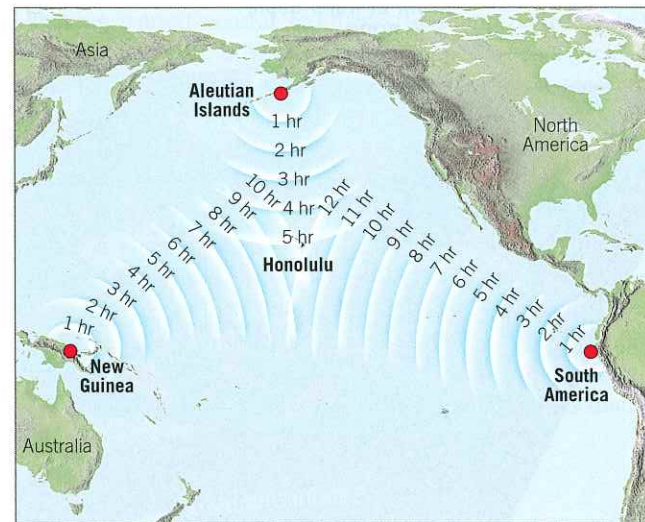 Asia
Aleutian
Islands
North
America
1 hr
2 hr
3 hr
4 hr
5 hr
Honolulu
10 hr
9 hr
8 hr
7 hr
6 hr
5 hr
4 hr
3 hr
2 hr
1 hr
New
Guinea
12 hr
11 hr
10 hr
9 hr
8 hr
7 hr
6 hr
5 hr
4 hr
3 hr
2 hr
1 hr
South
America
Australia